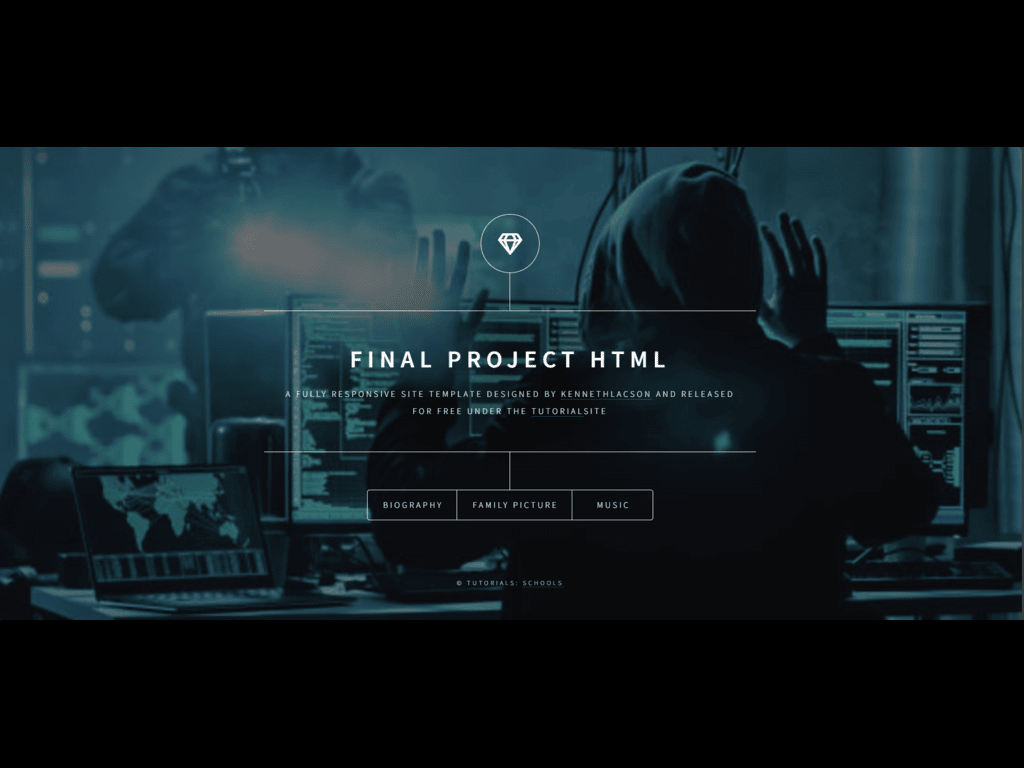 FINAL PROJECT HTML
A FULLY RESPONSIVE SITE TEMPLATE DESIGNED BY KENNETHLACSON AND RELEASED
FOR FREE UNDER THE TUTORIALSITE
BIOGRAPHY FAMILY PICTURE MUSIC
© TUTORIALS: SCHOOLS